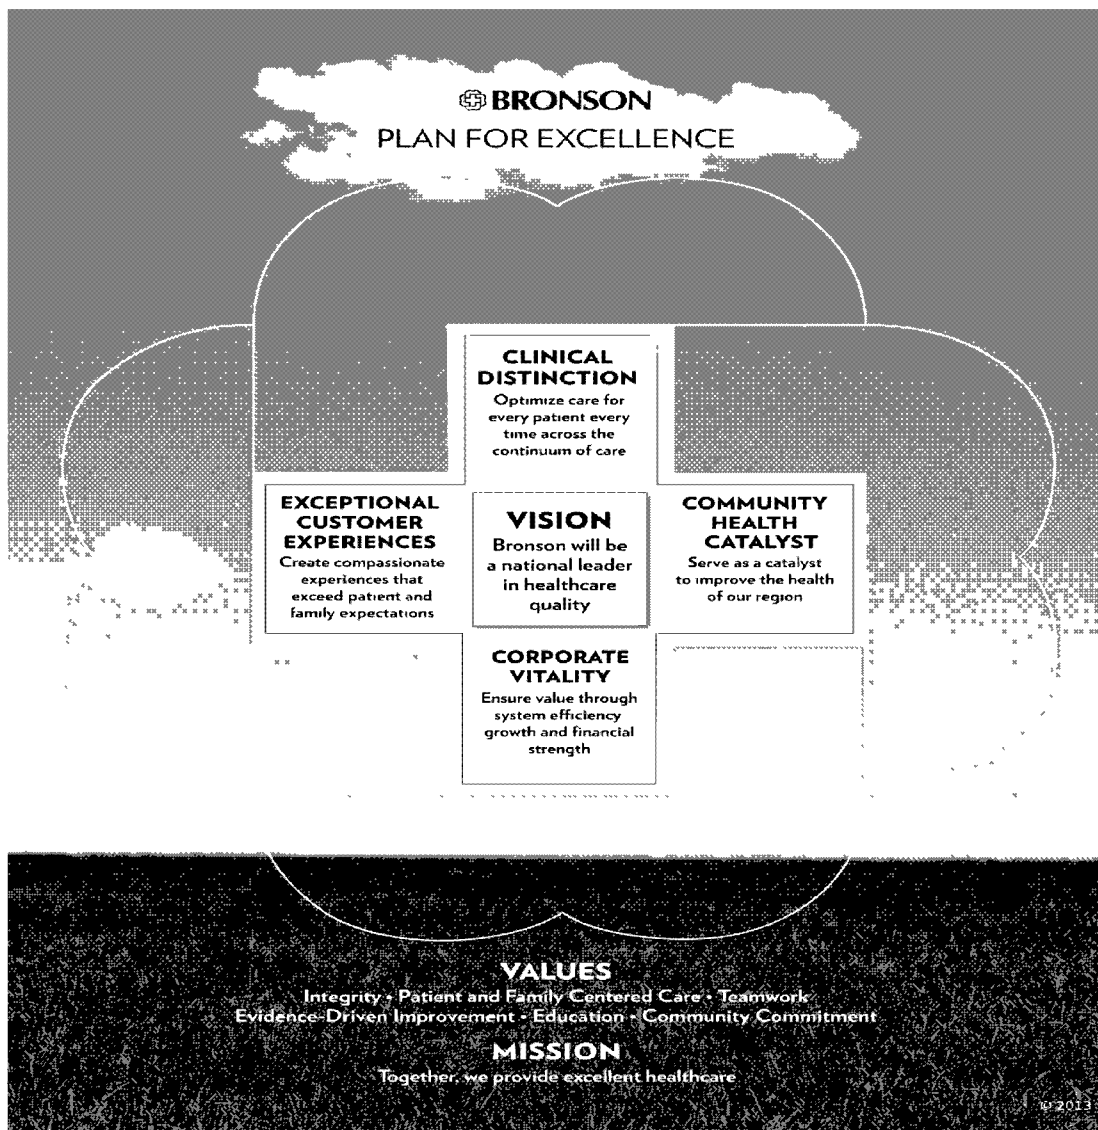 BRONSON
PLAN FOR EXCELLENCE
CLINICAL
DISTINCTION
Optimize care for
every patient every
time across the
continuum of care
EXCEPTIONAL
CUSTOMER
EXPERIENCES
Create compassionate
experiences that
exceed patient and
family expectations
VISION
Bronson will be
a national leader
in healthcare
quality
COMMUNITY
HEALTH
CATALYST
Serve as a catalyst
to improve the health
of our region
CORPORATE
VITALITY
Ensure value through
system efficiency
growth and financial
strength
VALUES
Integrity • Patient and Family Centered Care • Teamwork
Evidence-Driven Improvement • Education • Community Commitment
MISSION
Together, we provide excellent healthcare
© 2013